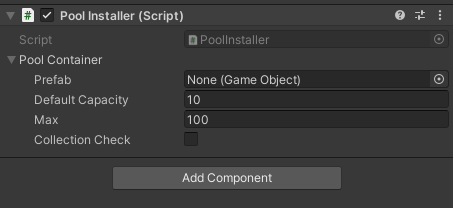 Pool Installer (Script)
Script PoolInstaller
Pool Container
Prefab None (Game Object)
Default Capacity 10
Max 100
Collection Check
Add Component